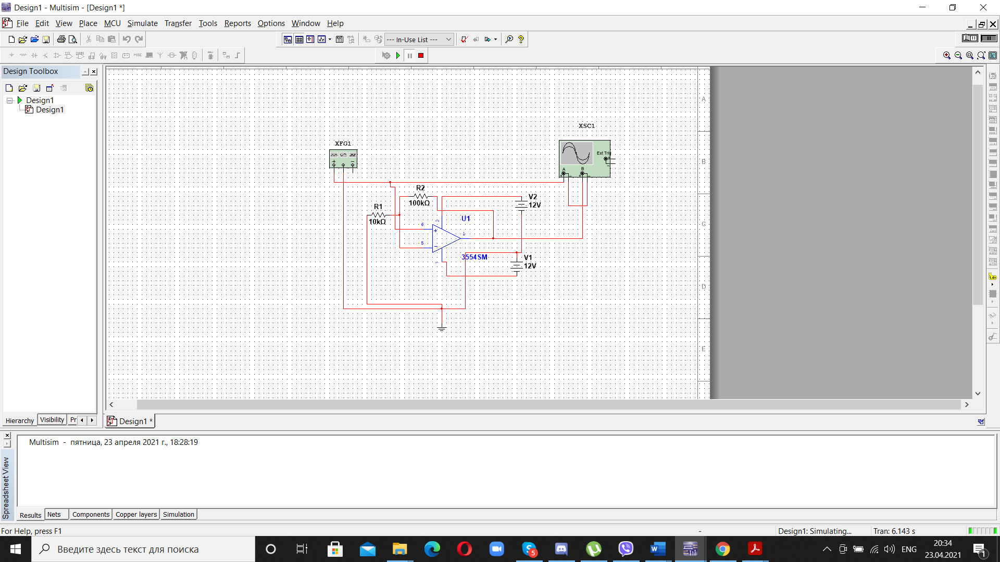 Design1 - Multisim - [Design1 *]
File Edit View Place MCU Simulate Transfer Tools Reports Options Window Help
--- In-Use List ---
Design Toolbox
Design1
Design1
Hierarchy Visibility Pr
A
B
C
D
E
XSC1
Ext Trig
A B
XFG1
R2
100kΩ
R1
10kΩ
V2
12V
U1
6
5
1
3554SM
V1
12V
Design1 *
Multisim - пятница, 23 апреля 2021 г., 18:28:19
Spreadsheet View
Results Nets Components Copper layers Simulation
For Help, press F1
- Design1: Simulating... Tran: 6.143 s
Введите здесь текст для поиска
ENG
20:34
23.04.2021